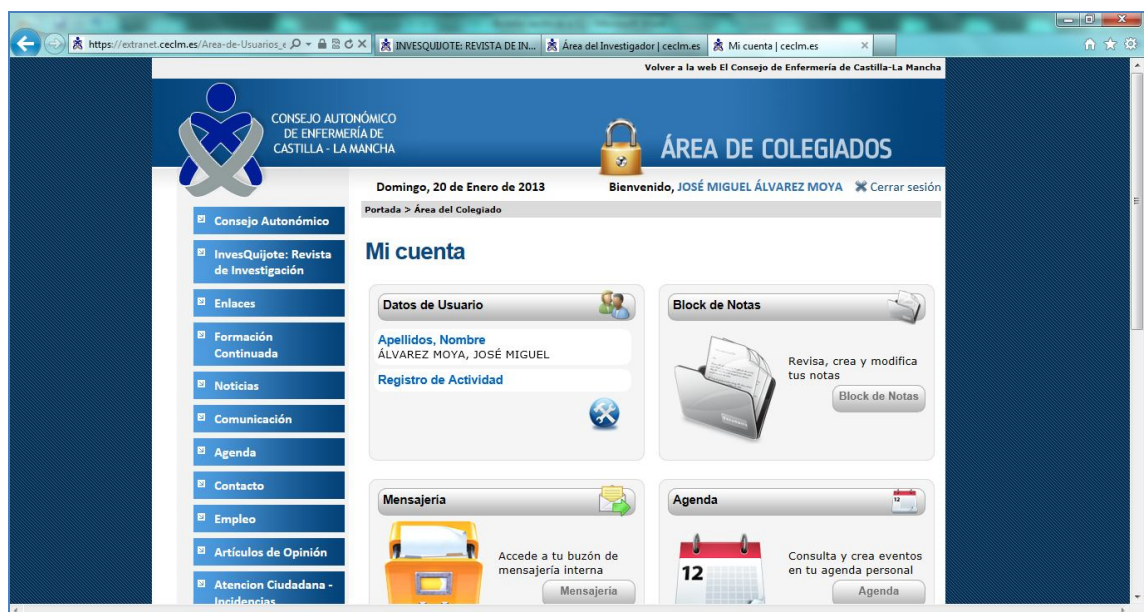 https://extranet.ceclm.es/Area-de-Usuarios_
INVESQUIJOTE: REVISTA DE IN...
Área del Investigador | ceclm.es
Mi cuenta | ceclm.es
Volver a la web El Consejo de Enfermería de Castilla-La Mancha
CONSEJO AUTONÓMICO
DE ENFERMERÍA DE
CASTILLA - LA MANCHA
ÁREA DE COLEGIADOS
Domingo, 20 de Enero de 2013
Bienvenido, JOSÉ MIGUEL ÁLVAREZ MOYA
Cerrar sesión
Portada > Área del Colegiado
Consejo Autonómico
InvesQuijote: Revista
de Investigación
Enlaces
Formación
Continuada
Noticias
Comunicación
Agenda
Contacto
Empleo
Artículos de Opinión
Atencion Ciudadana -
Incidencias
Mi cuenta
Datos de Usuario
Apellidos, Nombre
ÁLVAREZ MOYA, JOSÉ MIGUEL
Registro de Actividad
Block de Notas
Revisa, crea y modifica
tus notas
Block de Notas
Mensajería
Accede a tu buzón de
mensajería interna
Mensajería
Agenda
12
12
Consulta y crea eventos
en tu agenda personal
Agenda